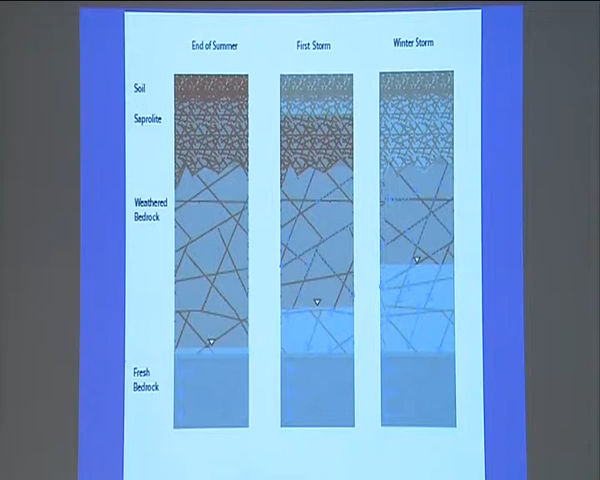 End of Summer
First Storm
Winter Storm
Soil
Saprolite
Weathered
Bedrock
Fresh
Bedrock